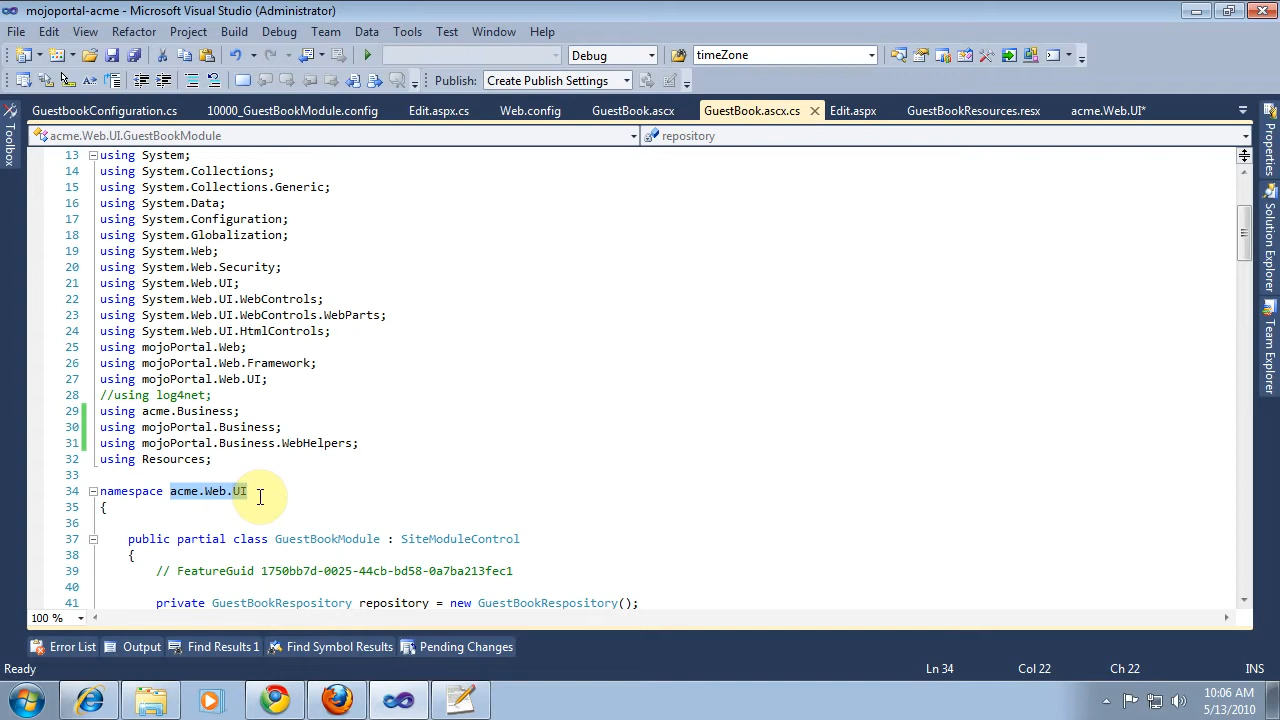 mojoportal-acme - Microsoft Visual Studio (Administrator)
File Edit View Refactor Project Build Debug Team Data Tools Test Window Help
Debug timeZone
Publish: Create Publish Settings
GuestbookConfiguration.cs 10000_GuestBookModule.config Edit.aspx.cs Web.config GuestBook.ascx GuestBook.ascx.cs Edit.aspx GuestBookResources.resx acme.Web.UI*
acme.Web.UI.GuestBookModule repository
Toolbox
Properties
Solution Explorer
Team Explorer
13 using System;
14 using System.Collections;
15 using System.Collections.Generic;
16 using System.Data;
17 using System.Configuration;
18 using System.Globalization;
19 using System.Web;
20 using System.Web.Security;
21 using System.Web.UI;
22 using System.Web.UI.WebControls;
23 using System.Web.UI.WebControls.WebParts;
24 using System.Web.UI.HtmlControls;
25 using mojoPortal.Web;
26 using mojoPortal.Web.Framework;
27 using mojoPortal.Web.UI;
28 //using log4net;
29 using acme.Business;
30 using mojoPortal.Business;
31 using mojoPortal.Business.WebHelpers;
32 using Resources;
33
34 namespace acme.Web.UI
35 {
36
37 public partial class GuestBookModule : SiteModuleControl
38 {
39 // FeatureGuid 1750bb7d-0025-44cb-bd58-0a7ba213fec1
40
41 private GuestBookRespository repository = new GuestBookRespository();
100 %
Error List Output Find Results 1 Find Symbol Results Pending Changes
Ready Ln 34 Col 22 Ch 22 INS
10:06 AM
5/13/2010